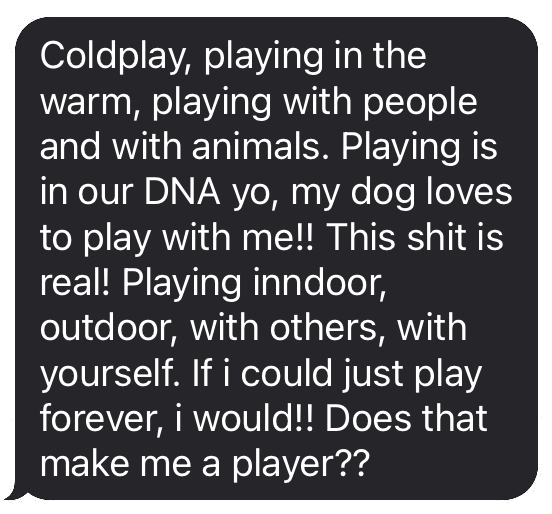 Coldplay, playing in the
warm, playing with people
and with animals. Playing is
in our DNA yo, my dog loves
to play with me!! This shit is
real! Playing inndoor,
outdoor, with others, with
yourself. If i could just play
forever, i would!! Does that
make me a player??